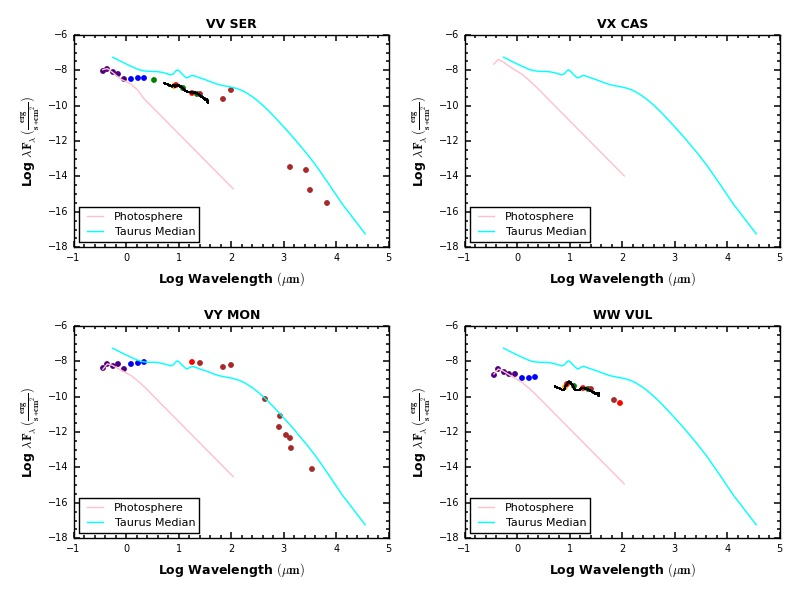 VV SER
VX CAS
−6
−8
−10
−12
−14
−16
−18
Log λF_λ (erg / s∗cm²)
Photosphere
Taurus Median
−1 0 1 2 3 4 5
Log Wavelength (μm)
−6
−8
−10
−12
−14
−16
−18
Log λF_λ (erg / s∗cm²)
Photosphere
Taurus Median
−1 0 1 2 3 4 5
Log Wavelength (μm)
VY MON
WW VUL
−6
−8
−10
−12
−14
−16
−18
Log λF_λ (erg / s∗cm²)
Photosphere
Taurus Median
−1 0 1 2 3 4 5
Log Wavelength (μm)
−6
−8
−10
−12
−14
−16
−18
Log λF_λ (erg / s∗cm²)
Photosphere
Taurus Median
−1 0 1 2 3 4 5
Log Wavelength (μm)